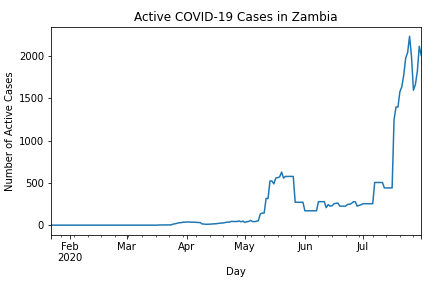 Active COVID-19 Cases in Zambia
Number of Active Cases
2000
1500
1000
500
0
Feb
2020
Mar
Apr
May
Jun
Jul
Day